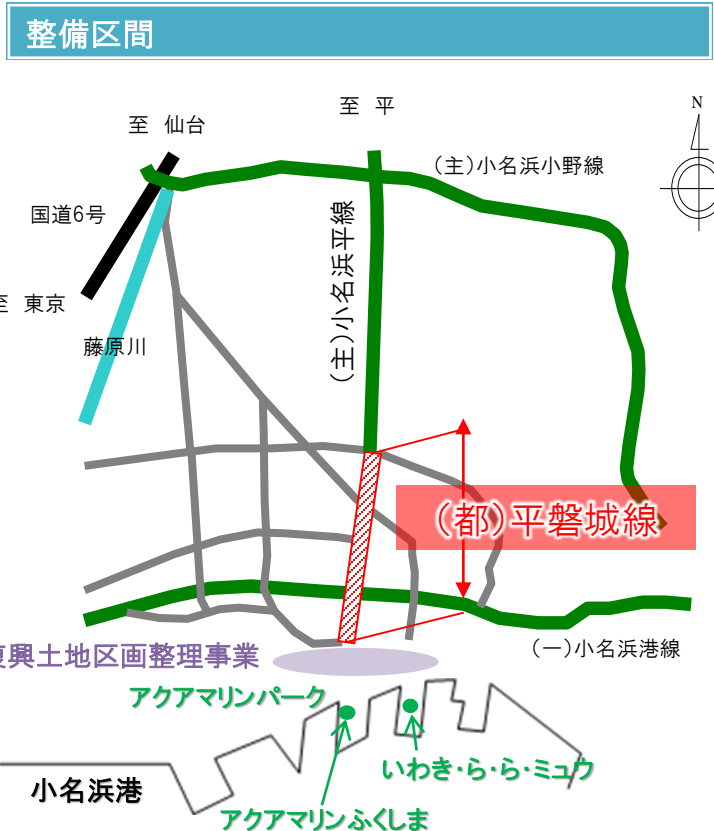 整備区間
至 平
至 仙台
N
(主)小名浜小野線
国道6号
(主)小名浜平線
至 東京
藤原川
(都)平磐城線
(一)小名浜港線
復興土地区画整理事業
アクアマリンパーク
いわき・ら・ら・ミュウ
小名浜港
アクアマリンふくしま